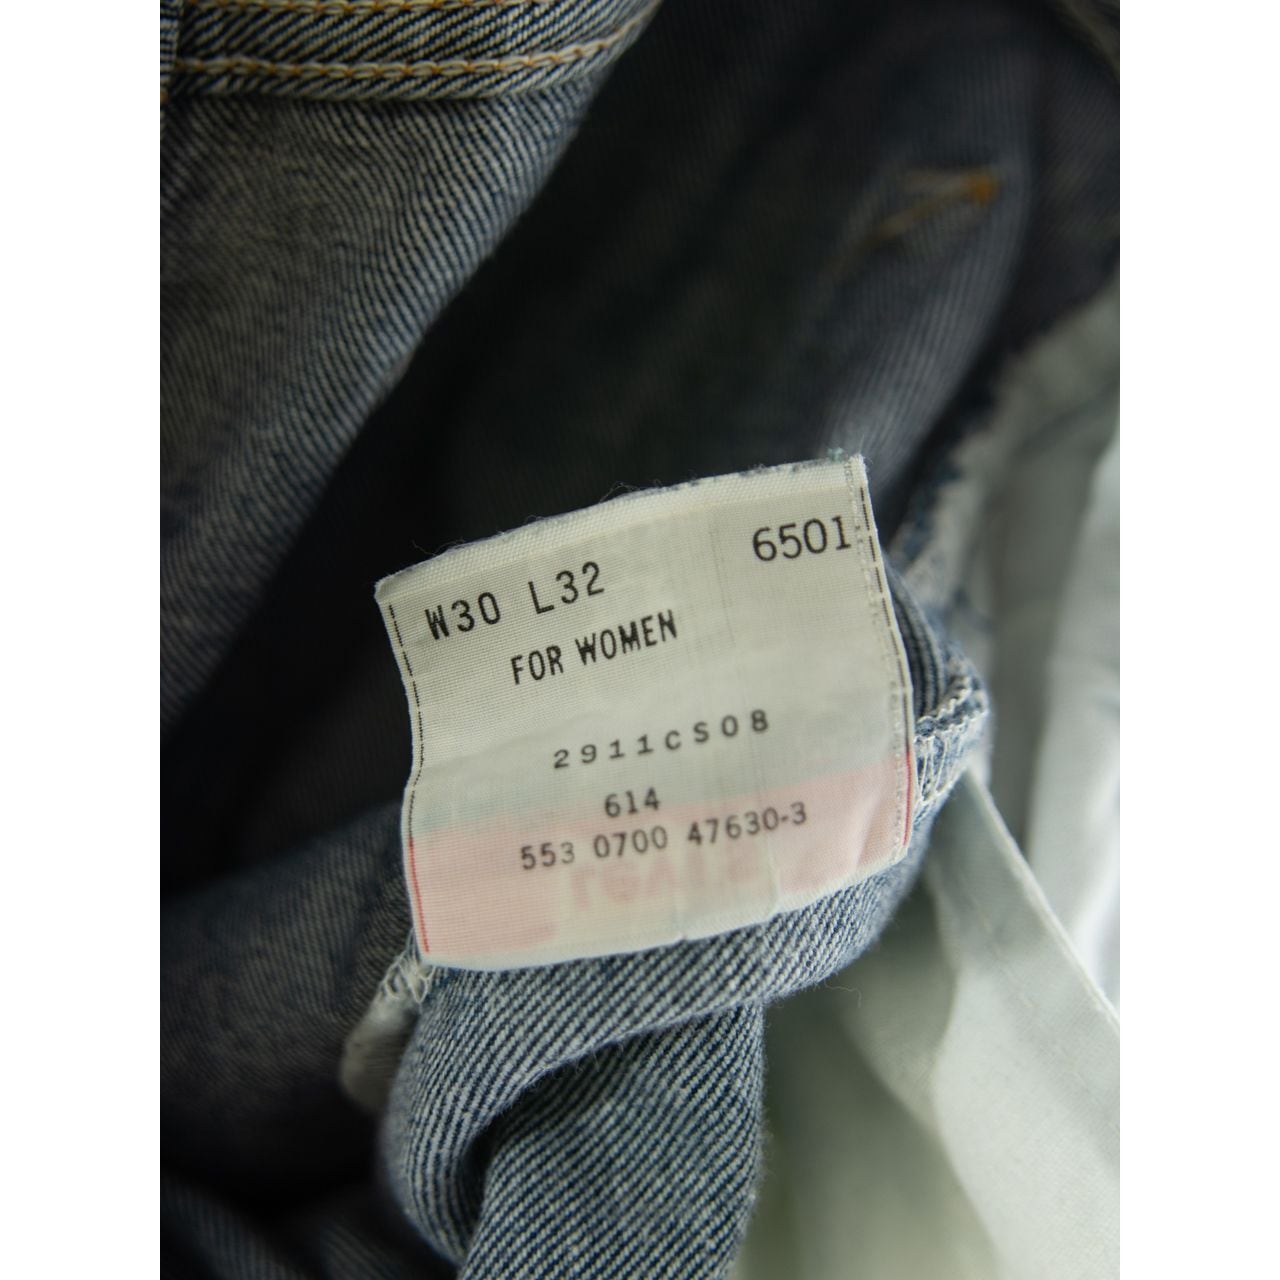 6501
W30 L32
FOR WOMEN
2911CS08
614
553 0700 47630-3